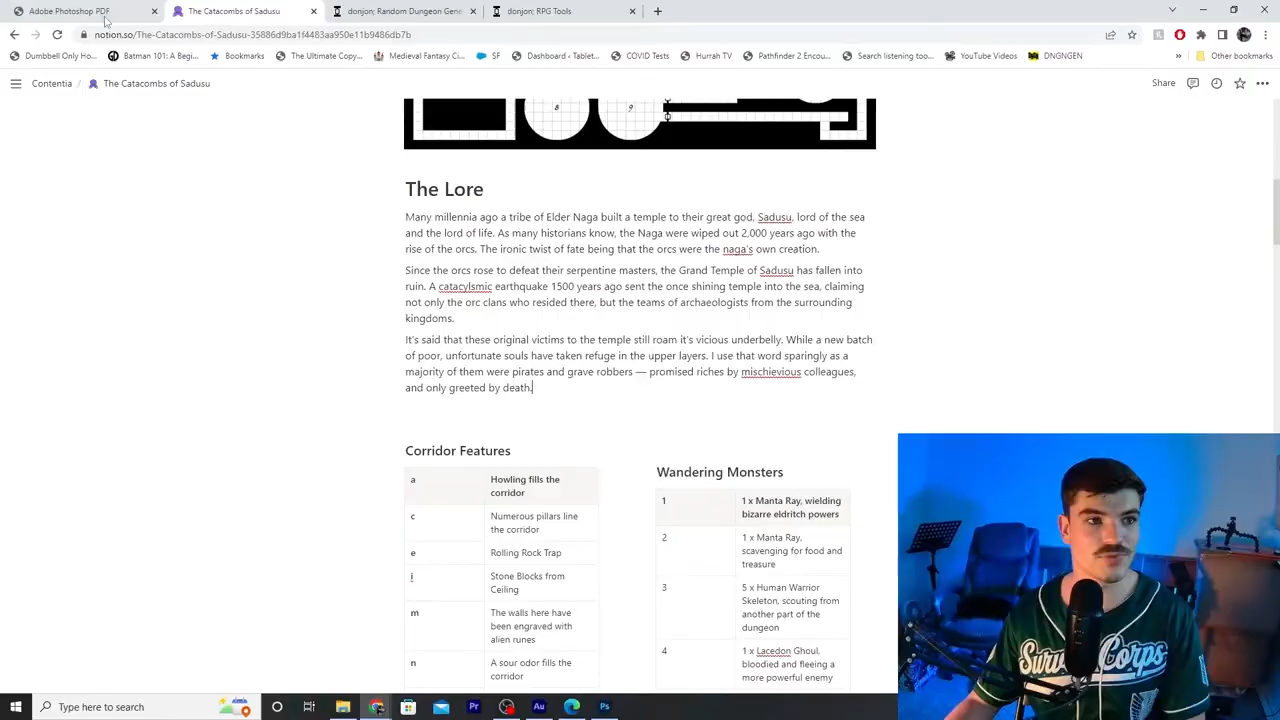 Adobe Photoshop PDF
The Catacombs of Sadusu
donjon; Random Dungeon Gene
donjon; RPG Tools
notion.so/The-Catacombs-of-Sadusu-35886d9ba1f4483aa950e11b9486db7b
Dumbbell Only Ho...
Batman 101: A Begi...
Bookmarks
The Ultimate Copy...
Medieval Fantasy Ci...
SF
Dashboard ‹ Tablet...
COVID Tests
Hurrah TV
Pathfinder 2 Encou...
Search listening too...
YouTube Videos
DNGNGEN
»
Other bookmarks
Contentia / The Catacombs of Sadusu
Share
8
9
The Lore
Many millennia ago a tribe of Elder Naga built a temple to their great god, Sadusu, lord of the sea
and the lord of life. As many historians know, the Naga were wiped out 2,000 years ago with the
rise of the orcs. The ironic twist of fate being that the orcs were the naga's own creation.
Since the orcs rose to defeat their serpentine masters, the Grand Temple of Sadusu has fallen into
ruin. A catacylsmic earthquake 1500 years ago sent the once shining temple into the sea, claiming
not only the orc clans who resided there, but the teams of archaeologists from the surrounding
kingdoms.
It's said that these original victims to the temple still roam it's vicious underbelly. While a new batch
of poor, unfortunate souls have taken refuge in the upper layers. I use that word sparingly as a
majority of them were pirates and grave robbers — promised riches by mischievious colleagues,
and only greeted by death.
Corridor Features
a
Howling fills the
corridor
c
Numerous pillars line
the corridor
e
Rolling Rock Trap
i
Stone Blocks from
Ceiling
m
The walls here have
been engraved with
alien runes
n
A sour odor fills the
corridor
Wandering Monsters
1
1 x Manta Ray, wielding
bizarre eldritch powers
2
1 x Manta Ray,
scavenging for food and
treasure
3
5 x Human Warrior
Skeleton, scouting from
another part of the
dungeon
4
1 x Lacedon Ghoul,
bloodied and fleeing a
more powerful enemy
Corps
Type here to search
Pr
Au
Ps